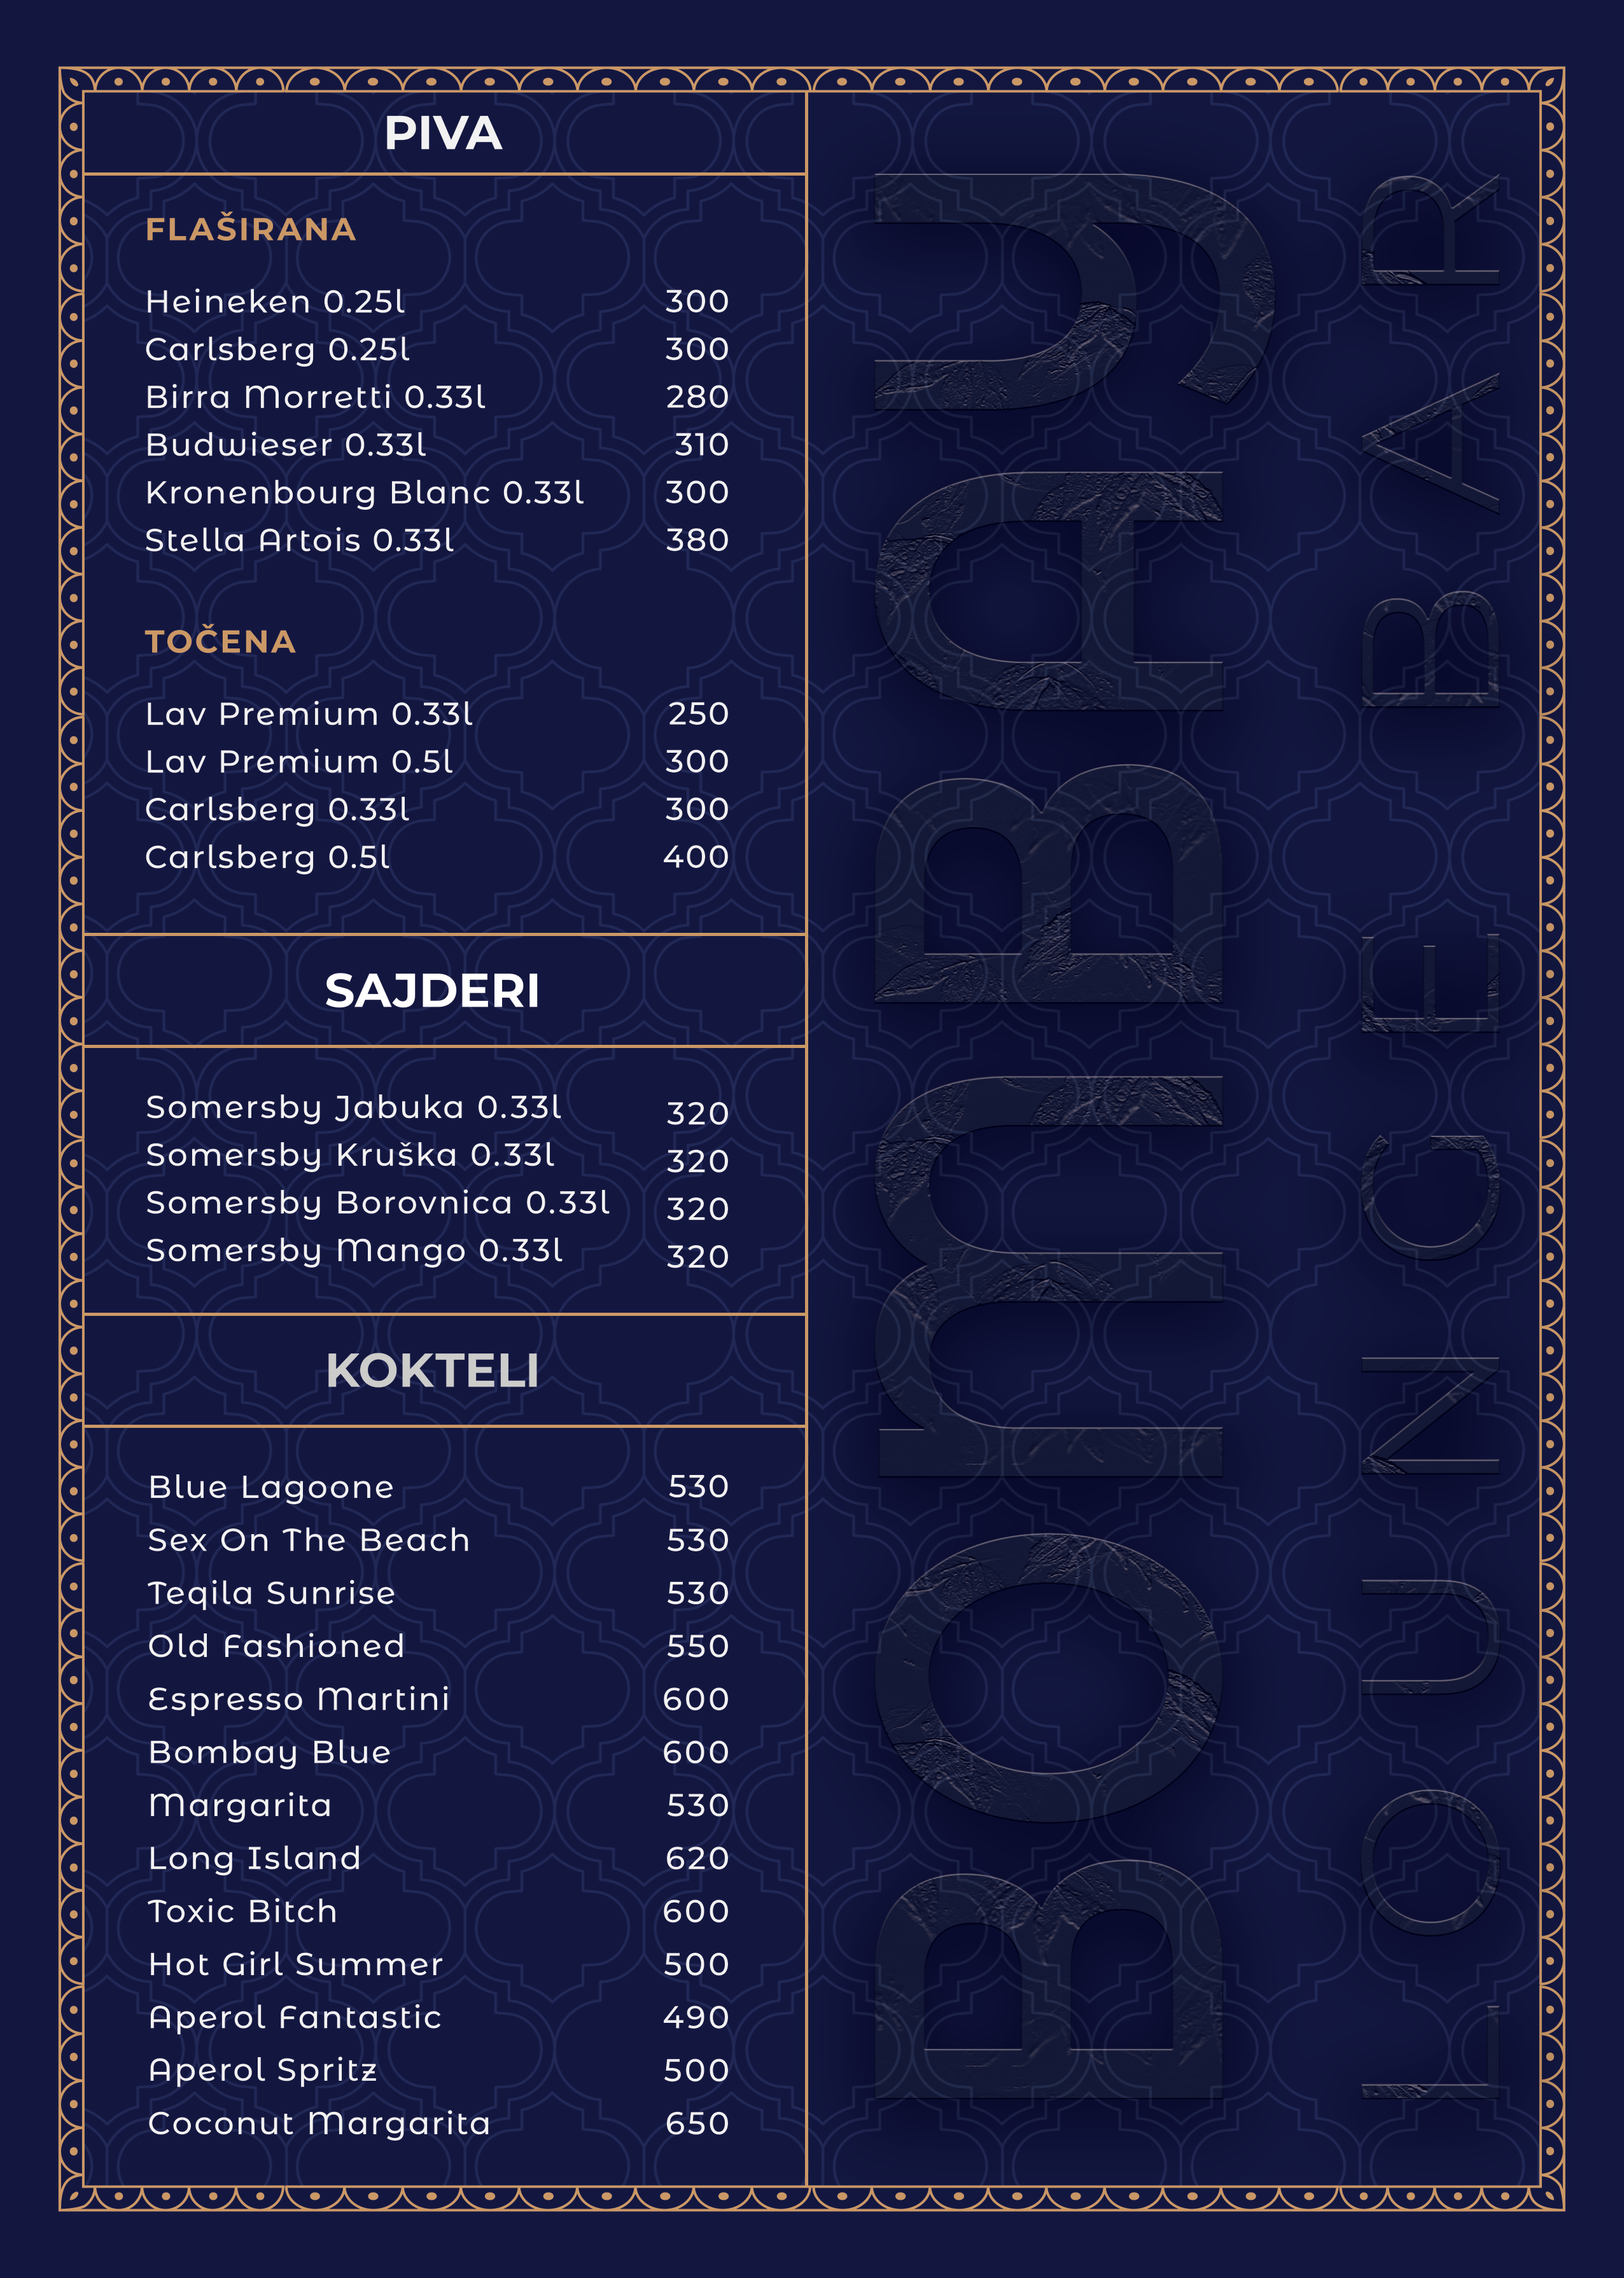 PIVA
FLAŠIRANA
Heineken 0.25l 300
Carlsberg 0.25l 300
Birra Morretti 0.33l 280
Budwieser 0.33l 310
Kronenbourg Blanc 0.33l 300
Stella Artois 0.33l 380
TOČENA
Lav Premium 0.33l 250
Lav Premium 0.5l 300
Carlsberg 0.33l 300
Carlsberg 0.5l 400
SAJDERI
Somersby Jabuka 0.33l 320
Somersby Kruška 0.33l 320
Somersby Borovnica 0.33l 320
Somersby Mango 0.33l 320
KOKTELI
Blue Lagoone 530
Sex On The Beach 530
Teqila Sunrise 530
Old Fashioned 550
Espresso Martini 600
Bombay Blue 600
Margarita 530
Long Island 620
Toxic Bitch 600
Hot Girl Summer 500
Aperol Fantastic 490
Aperol Spritz 500
Coconut Margarita 650
BOMBAY
LOUNGE BAR